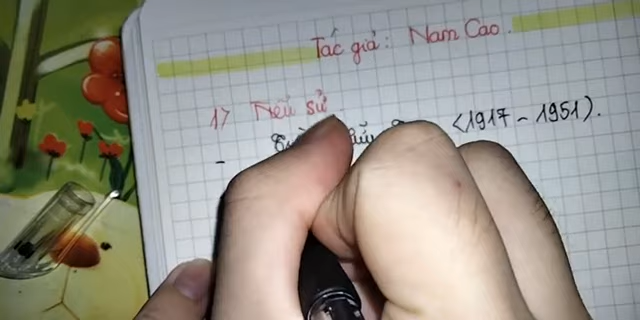 Tác giả: Nam Cao.
1) Tiểu sử
- <1917 - 1951).